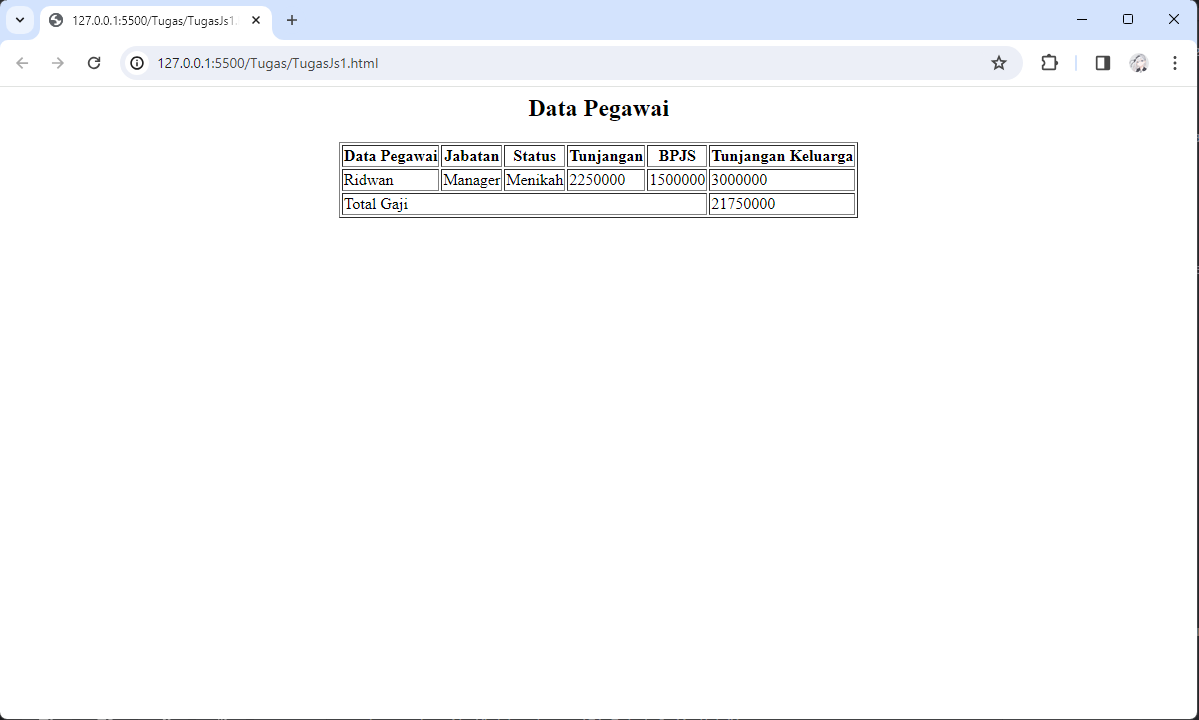 127.0.0.1:5500/Tugas/TugasJs1.
127.0.0.1:5500/Tugas/TugasJs1.html
Data Pegawai
Data Pegawai Jabatan Status Tunjangan BPJS Tunjangan Keluarga
Ridwan Manager Menikah 2250000 1500000 3000000
Total Gaji 21750000